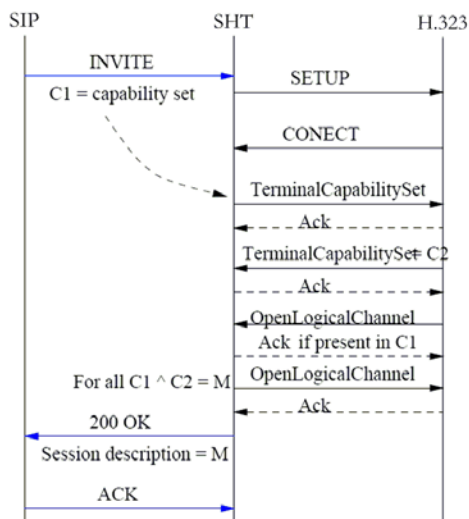 SIP SHT H.323
INVITE
C1 = capability set
SETUP
CONECT
TerminalCapabilitySet
Ack
TerminalCapabilitySet= C2
Ack
OpenLogicalChannel
Ack if present in C1
For all C1 ^ C2 = M
OpenLogicalChannel
Ack
200 OK
Session description = M
ACK